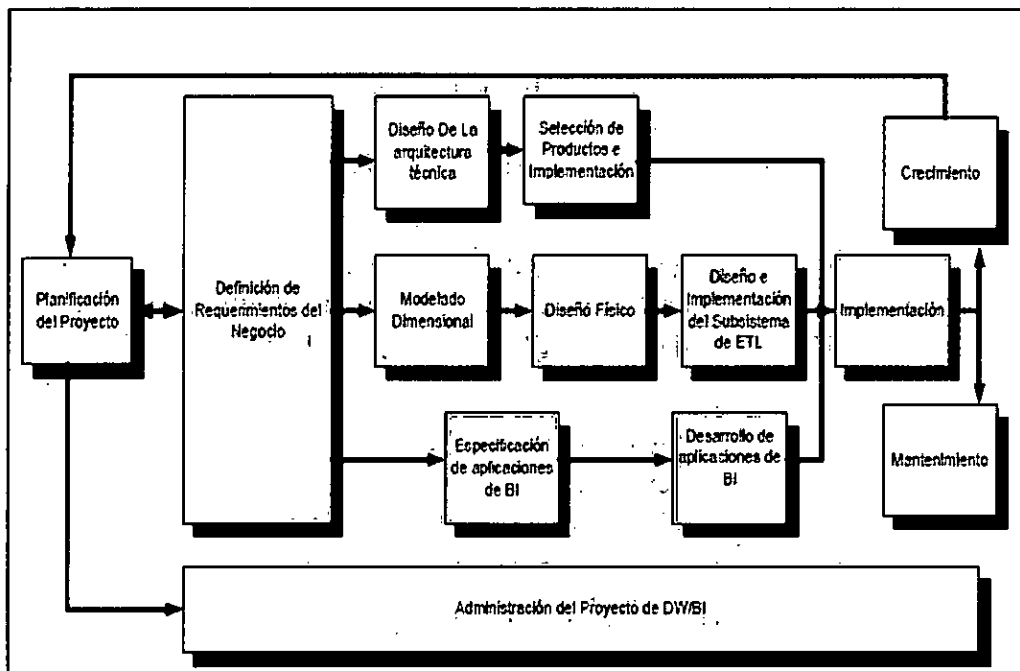 Diseño De La
arquitectura
técnica
Selección de
Productos e
Implementación
Crecimiento
Planificación
del Proyecto
Definición de
Requerimientos del
Negocio
Modelado
Dimensional
Diseño Físico
Diseño e
Implementación
del Subsistema
de ETL
Implementación
Especificación
de aplicaciones
de BI
Desarrollo de
aplicaciones de
BI
Mantenimiento
Administración del Proyecto de DW/BI